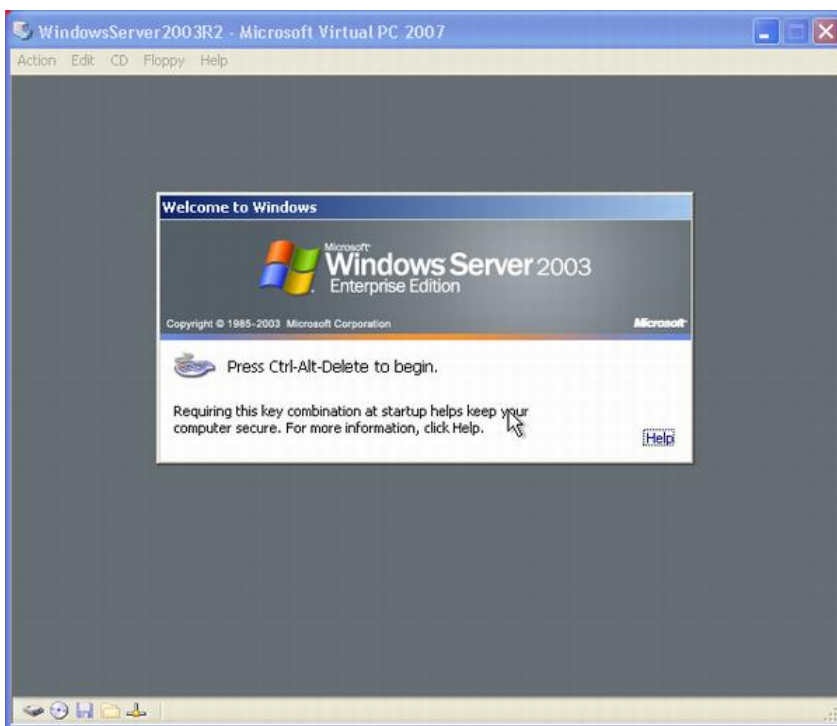 WindowsServer2003R2 - Microsoft Virtual PC 2007
Action Edit CD Floppy Help
Welcome to Windows
Microsoft
Windows Server 2003
Enterprise Edition
Copyright © 1985-2003 Microsoft Corporation Microsoft
Press Ctrl-Alt-Delete to begin.
Requiring this key combination at startup helps keep your
computer secure. For more information, click Help.
Help